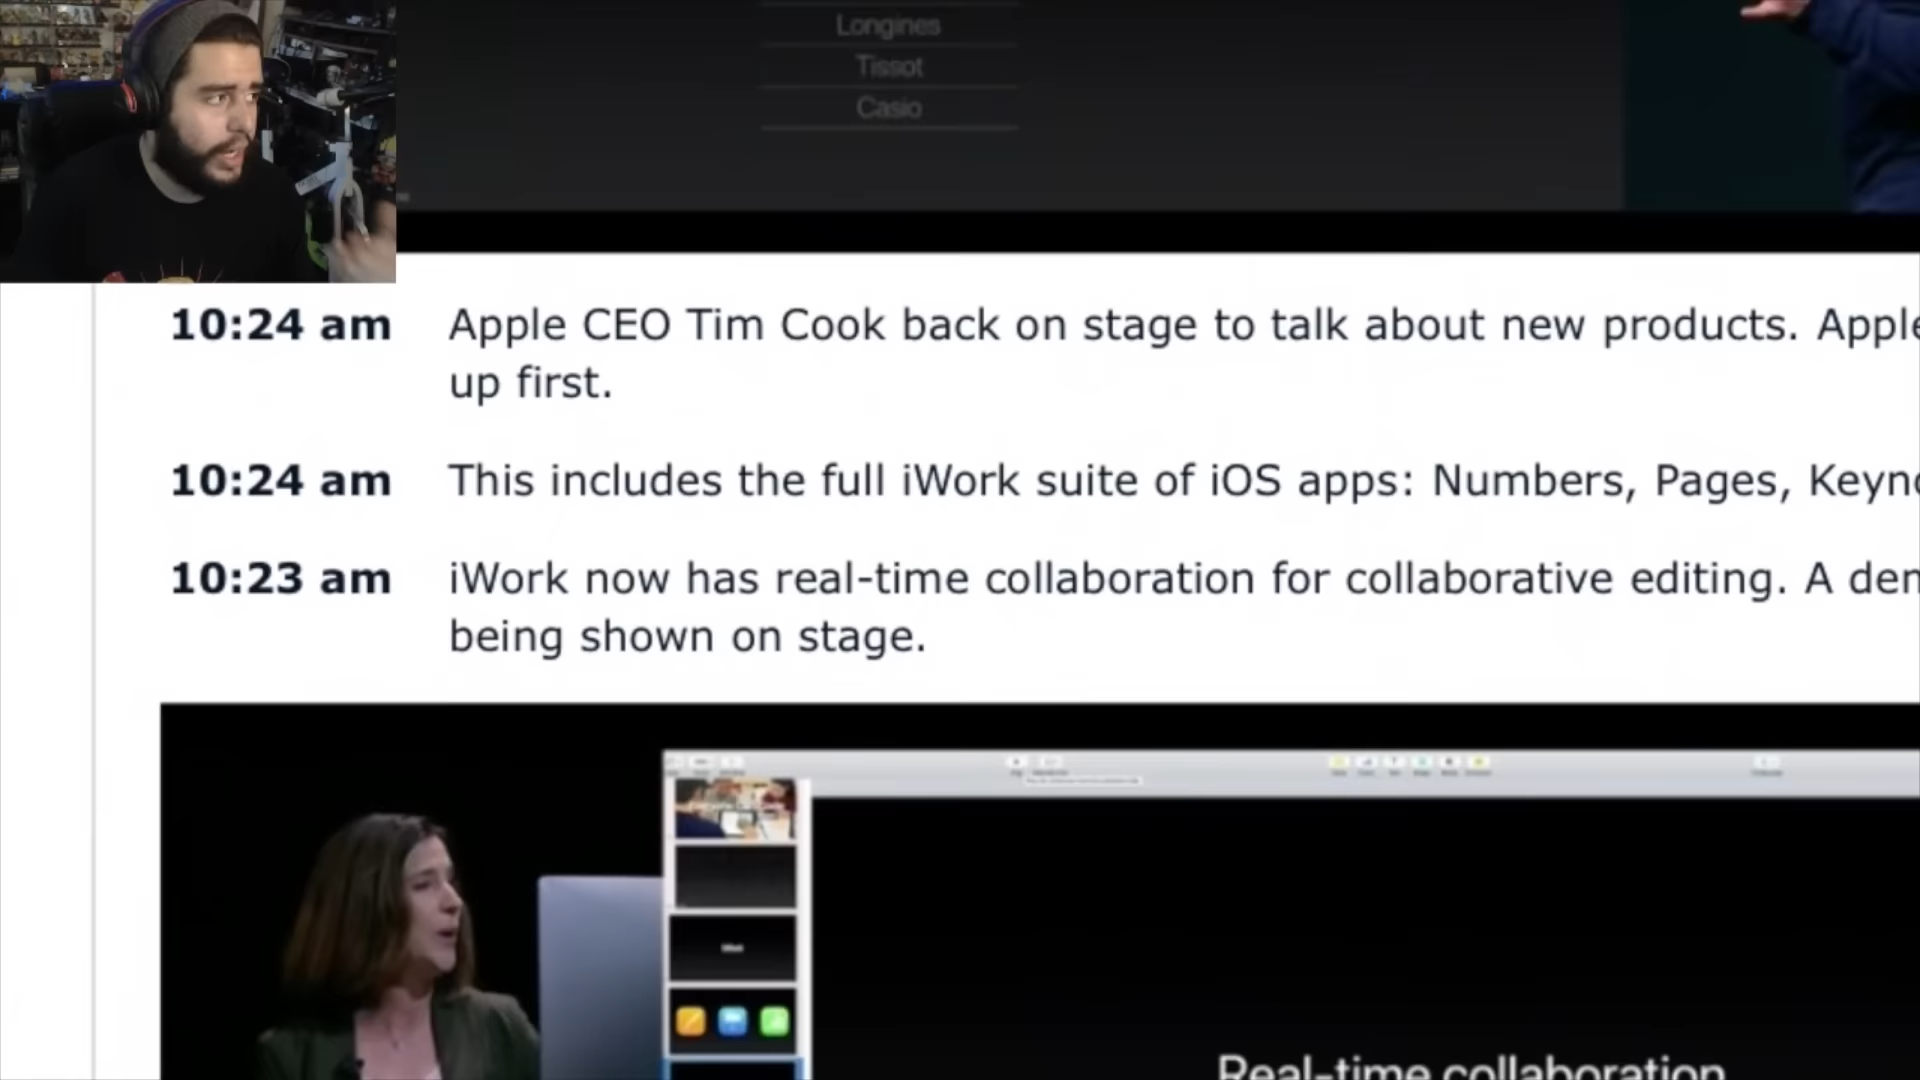 Longines
Tissot
Casio
10:24 am
Apple CEO Tim Cook back on stage to talk about new products. Apple
up first.
10:24 am
This includes the full iWork suite of iOS apps: Numbers, Pages,
10:23 am
iWork now has real-time collaboration for collaborative editing. A
being shown on stage.
Real-time collaboration